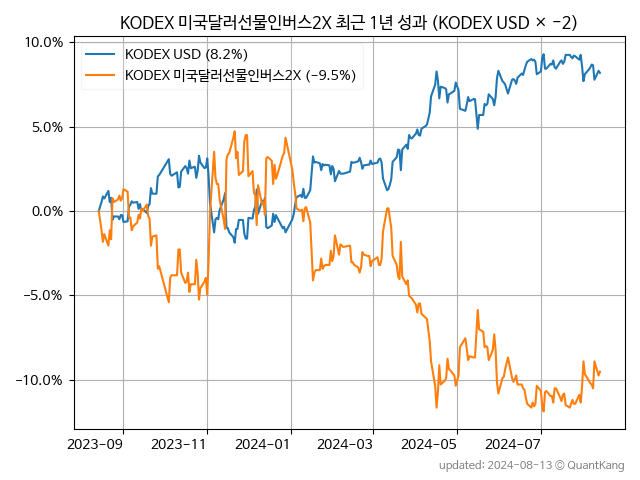 KODEX 미국달러선물인버스2X 최근 1년 성과 (KODEX USD × −2)
10.0%
5.0%
0.0%
−5.0%
−10.0%
KODEX USD (8.2%)
KODEX 미국달러선물인버스2X (−9.5%)
2023−09
2023−11
2024−01
2024−03
2024−05
2024−07
updated: 2024-08-13 ⓒ QuantKang